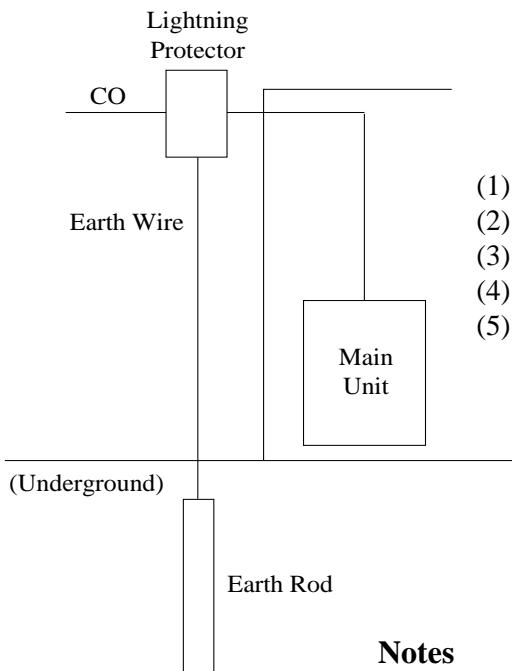 Lightning
Protector
CO
Earth Wire
(1)
(2)
(3)
(4)
(5)
Main
Unit
(Underground)
Earth Rod
Notes